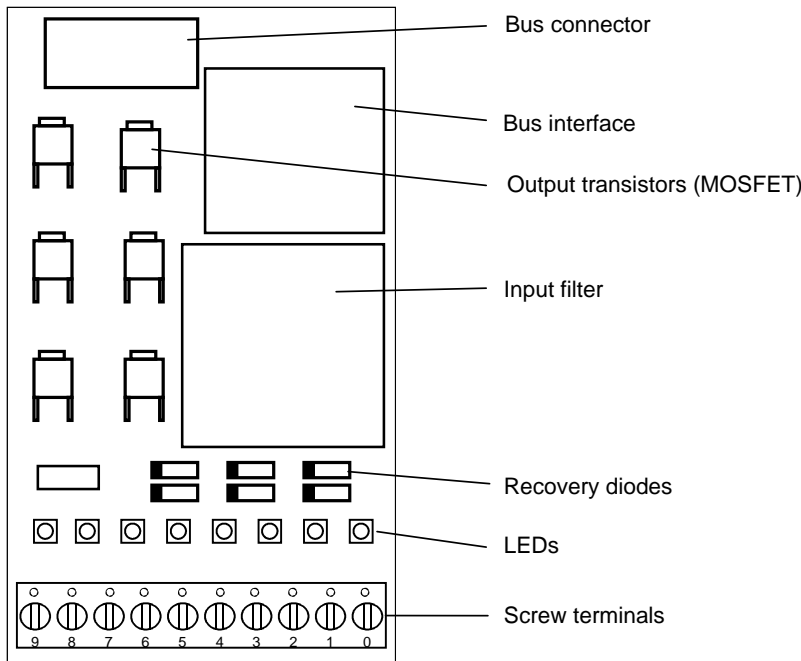 Bus connector
Bus interface
Output transistors (MOSFET)
Input filter
Recovery diodes
LEDs
Screw terminals
9 8 7 6 5 4 3 2 1 0